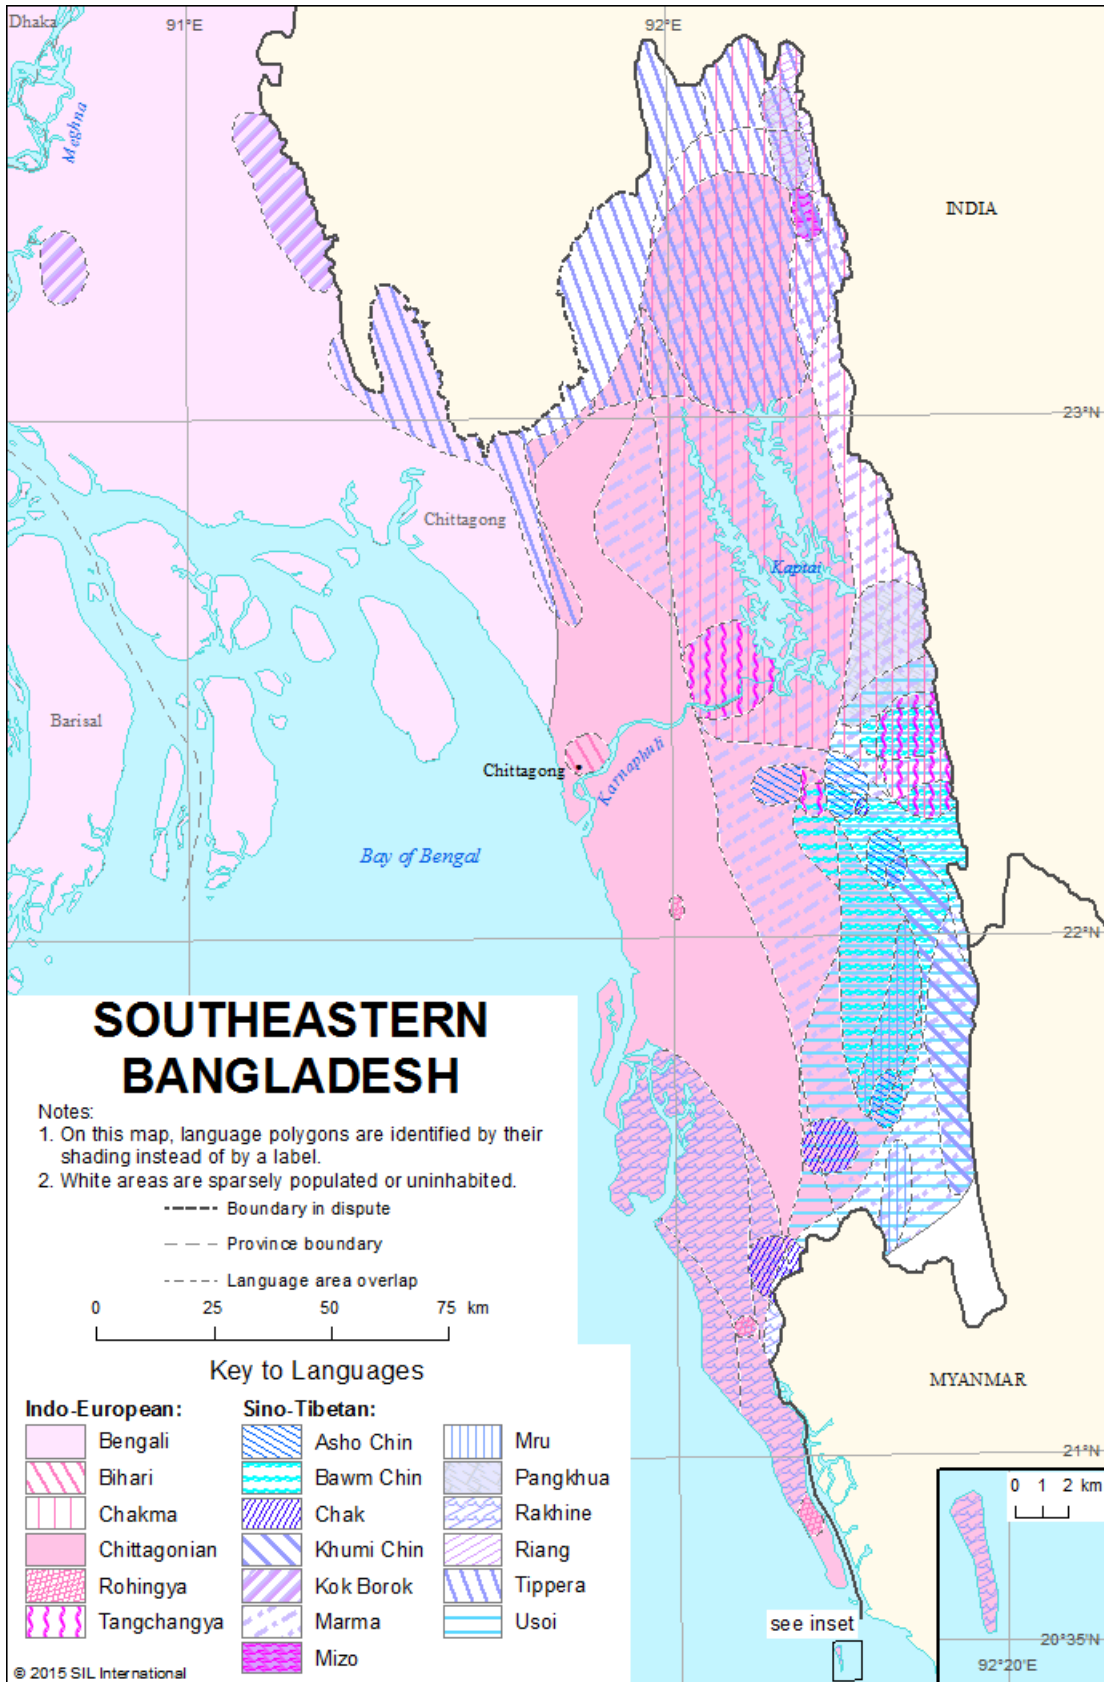 Dhaka
91°E
92°E
Meghna
INDIA
23°N
Chittagong
Kaptai
Barisal
Chittagong
Karnaphuli
Bay of Bengal
22°N
SOUTHEASTERN
BANGLADESH
Notes:
1. On this map, language polygons are identified by their
shading instead of by a label.
2. White areas are sparsely populated or uninhabited.
Boundary in dispute
Province boundary
Language area overlap
0 25 50 75 km
MYANMAR
Key to Languages
Indo-European:
Bengali
Bihari
Chakma
Chittagonian
Rohingya
Tangchangya
Sino-Tibetan:
Asho Chin
Bawm Chin
Chak
Khumi Chin
Kok Borok
Marma
Mizo
Mru
Pangkhua
Rakhine
Riang
Tippera
Usoi
21°N
0 1 2 km
see inset
20°35'N
92°20'E
© 2015 SIL International